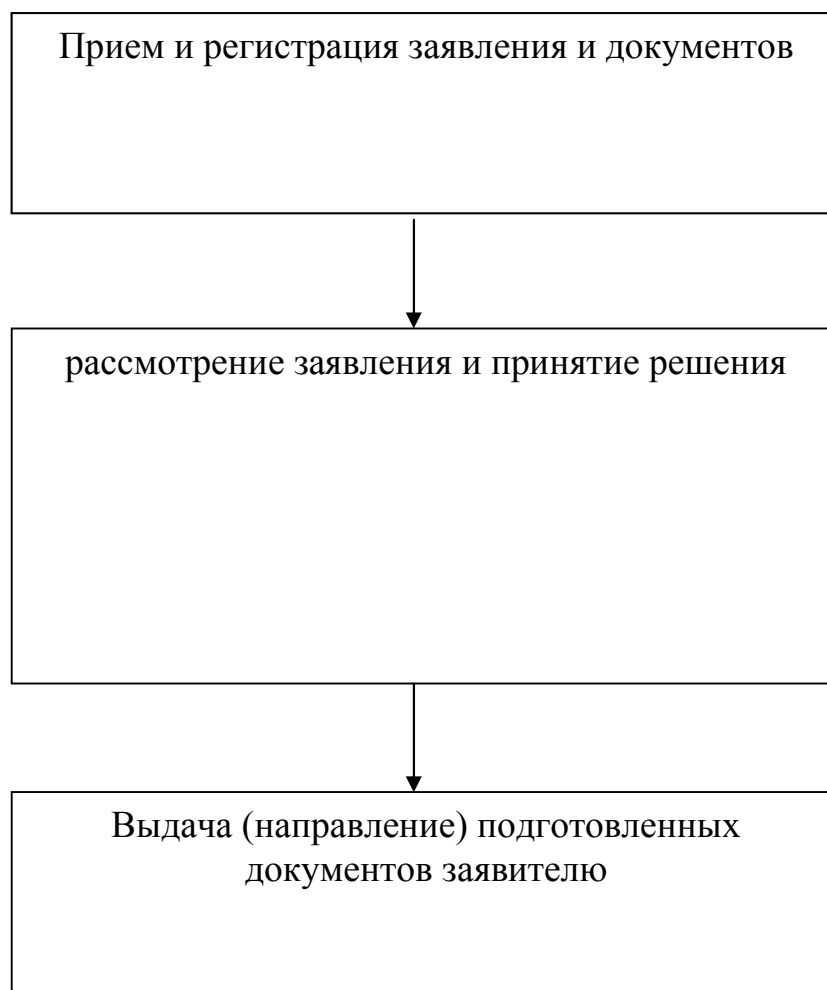 Прием и регистрация заявления и документов
рассмотрение заявления и принятие решения
Выдача (направление) подготовленных
документов заявителю